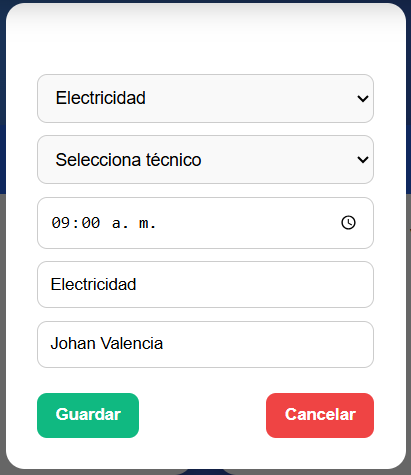 Electricidad
Selecciona técnico
09:00 a. m.
Electricidad
Johan Valencia
Guardar Cancelar